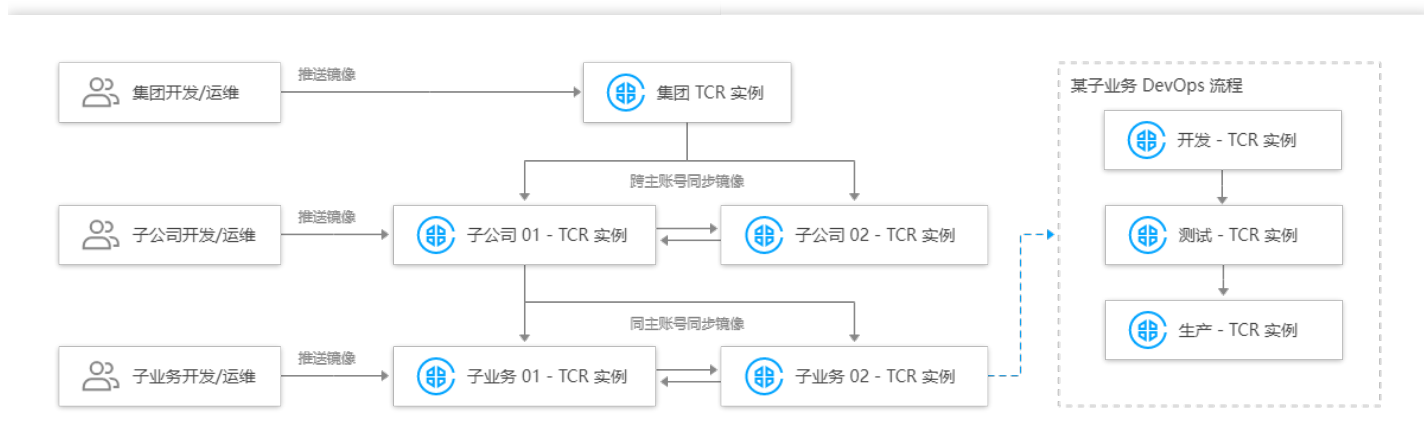 集团开发/运维
推送镜像
集团 TCR 实例
跨主账号同步镜像
子公司开发/运维
推送镜像
子公司 01 - TCR 实例
子公司 02 - TCR 实例
同主账号同步镜像
子业务开发/运维
推送镜像
子业务 01 - TCR 实例
子业务 02 - TCR 实例
某子业务 DevOps 流程
开发 - TCR 实例
测试 - TCR 实例
生产 - TCR 实例